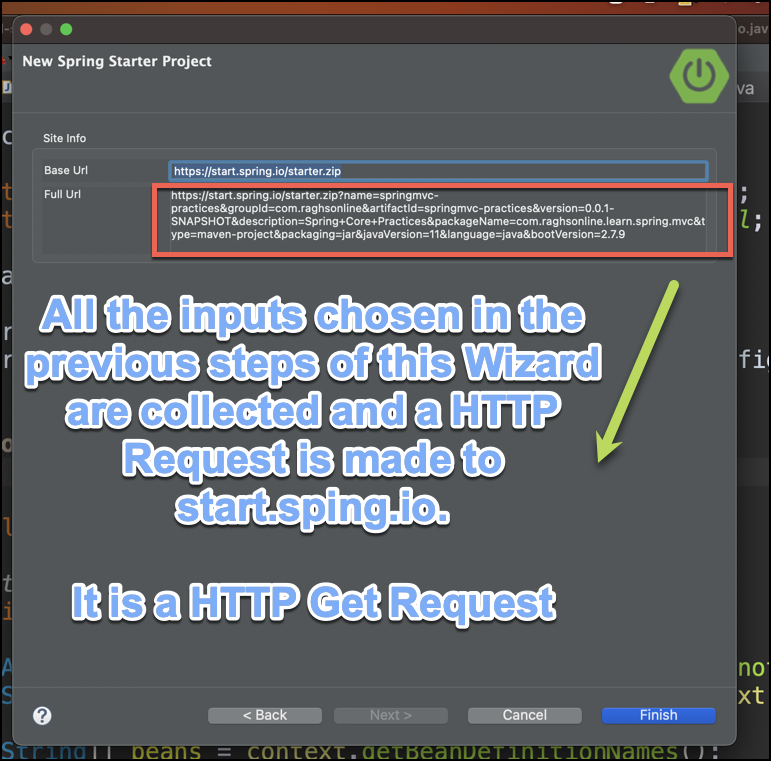 o.jav
New Spring Starter Project
va
Site Info
Base Url
https://start.spring.io/starter.zip
Full Url
https://start.spring.io/starter.zip?name=springmvc-
practices&groupId=com.raghsonline&artifactId=springmvc-practices&version=0.0.1-
SNAPSHOT&description=Spring+Core+Practices&packageName=com.raghsonline.learn.spring.mvc&t
ype=maven-project&packaging=jar&javaVersion=11&language=java&bootVersion=2.7.9
All the inputs chosen in the
previous steps of this Wizard
are collected and a HTTP
Request is made to
start.sping.io.
It is a HTTP Get Request
< Back
Next >
Cancel
Finish
String[] beans = context.getBeanDefinitionNames();